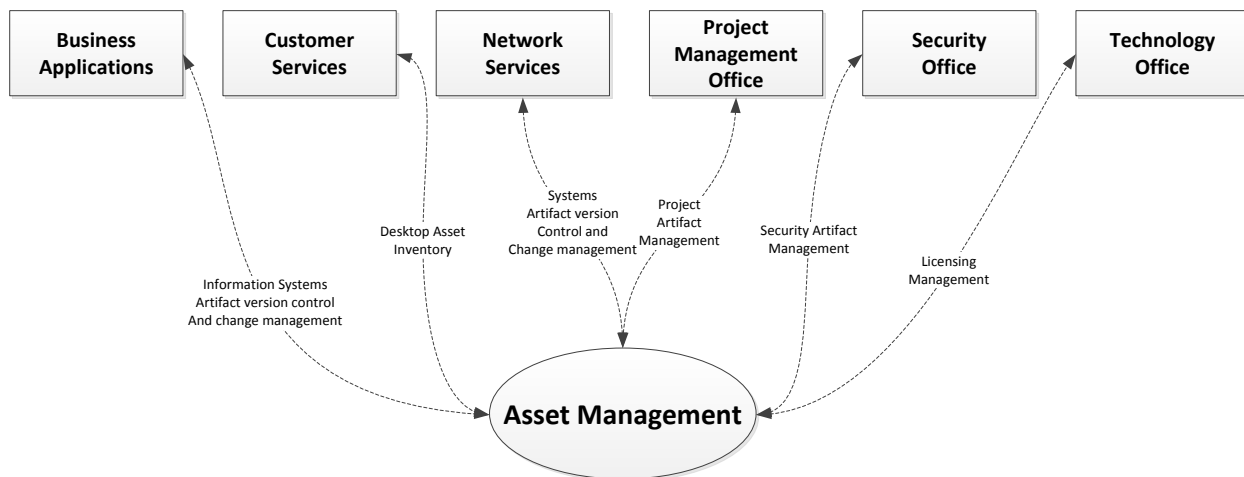 Business
Applications
Customer
Services
Network
Services
Project
Management
Office
Security
Office
Technology
Office
Information Systems
Artifact version control
And change management
Desktop Asset
Inventory
Systems
Artifact version
Control and
Change management
Project
Artifact
Management
Security Artifact
Management
Licensing
Management
Asset Management